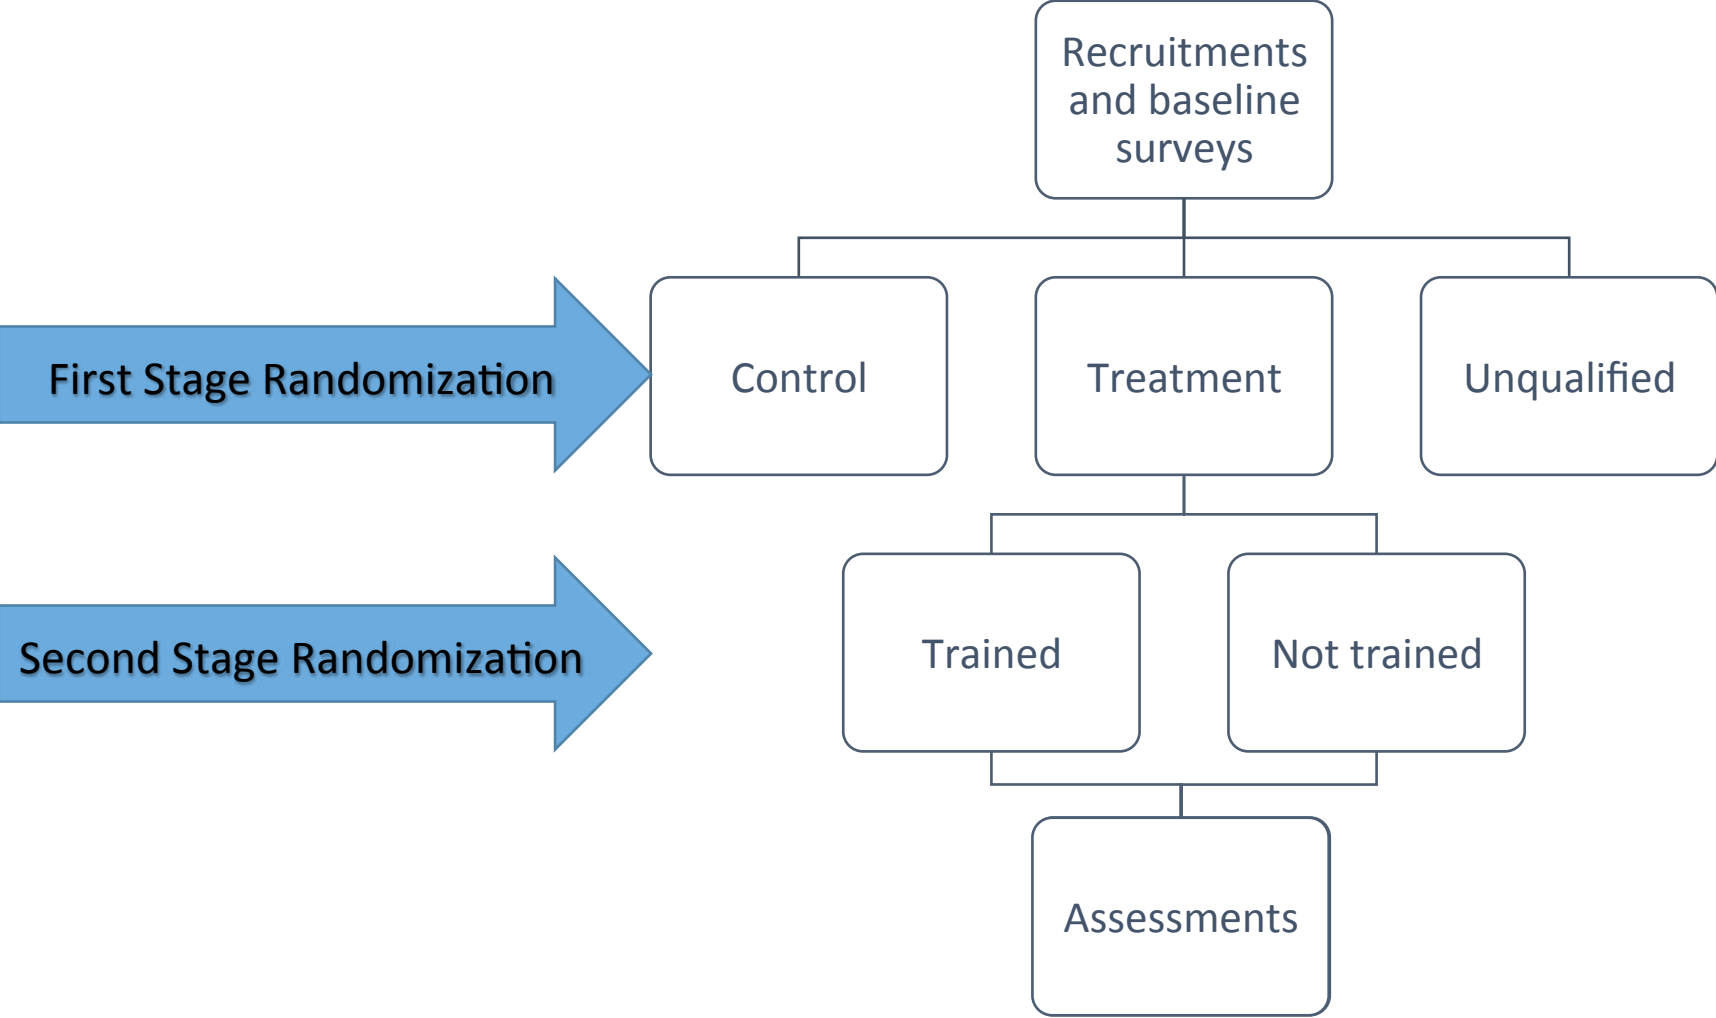 Recruitments
and baseline
surveys
First Stage Randomization
Control
Treatment
Unqualified
Second Stage Randomization
Trained
Not trained
Assessments